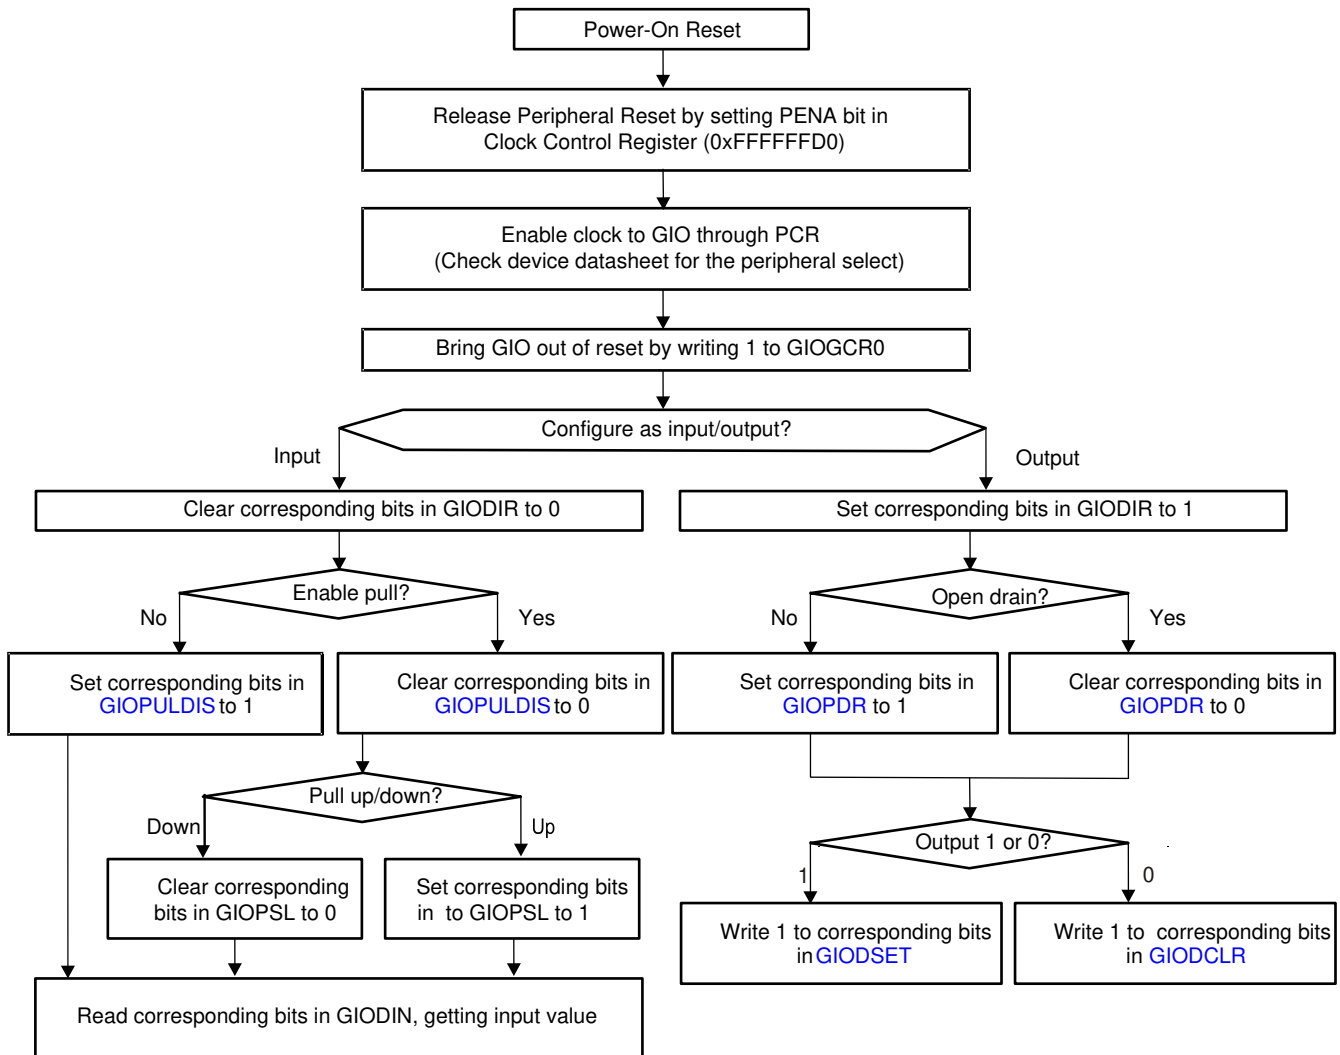 Power-On Reset
Release Peripheral Reset by setting PENA bit in
Clock Control Register (0xFFFFFFD0)
Enable clock to GIO through PCR
(Check device datasheet for the peripheral select)
Bring GIO out of reset by writing 1 to GIOGCR0
Configure as input/output?
Input
Output
Clear corresponding bits in GIODIR to 0
Set corresponding bits in GIODIR to 1
Enable pull?
Open drain?
No
Yes
No
Yes
Set corresponding bits in
GIOPULDIS to 1
Clear corresponding bits in
GIOPULDIS to 0
Set corresponding bits in
GIOPDR to 1
Clear corresponding bits in
GIOPDR to 0
Pull up/down?
Down
Up
Output 1 or 0?
1
0
Clear corresponding
bits in GIOPSL to 0
Set corresponding bits
in to GIOPSL to 1
Write 1 to corresponding bits
in GIODSET
Write 1 to corresponding bits
in GIODCLR
Read corresponding bits in GIODIN, getting input value